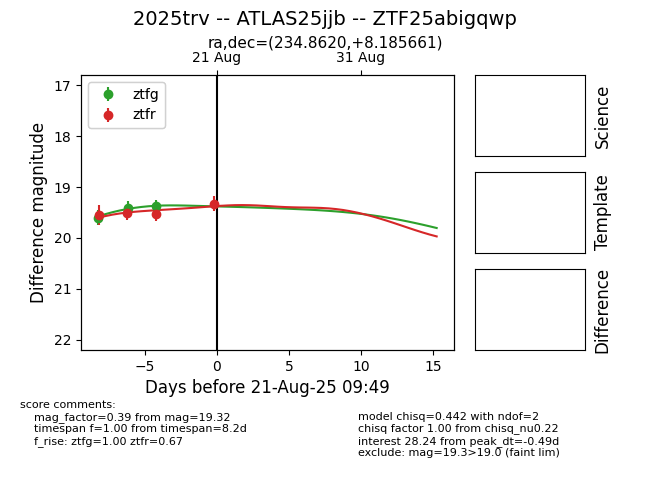 2025trv -- ATLAS25jjb -- ZTF25abigqwp
ra,dec=(234.8620,+8.185661)
21 Aug
31 Aug
ztfg
ztfr
17
18
19
20
21
22
Difference magnitude
−5
0
5
10
15
Days before 21-Aug-25 09:49
Science
Template
Difference
score comments:
mag_factor=0.39 from mag=19.32
timespan f=1.00 from timespan=8.2d
f_rise: ztfg=1.00 ztfr=0.67
model chisq=0.442 with ndof=2
chisq factor 1.00 from chisq_nu0.22
interest 28.24 from peak_dt=-0.49d
exclude: mag=19.3>19.0 (faint lim)